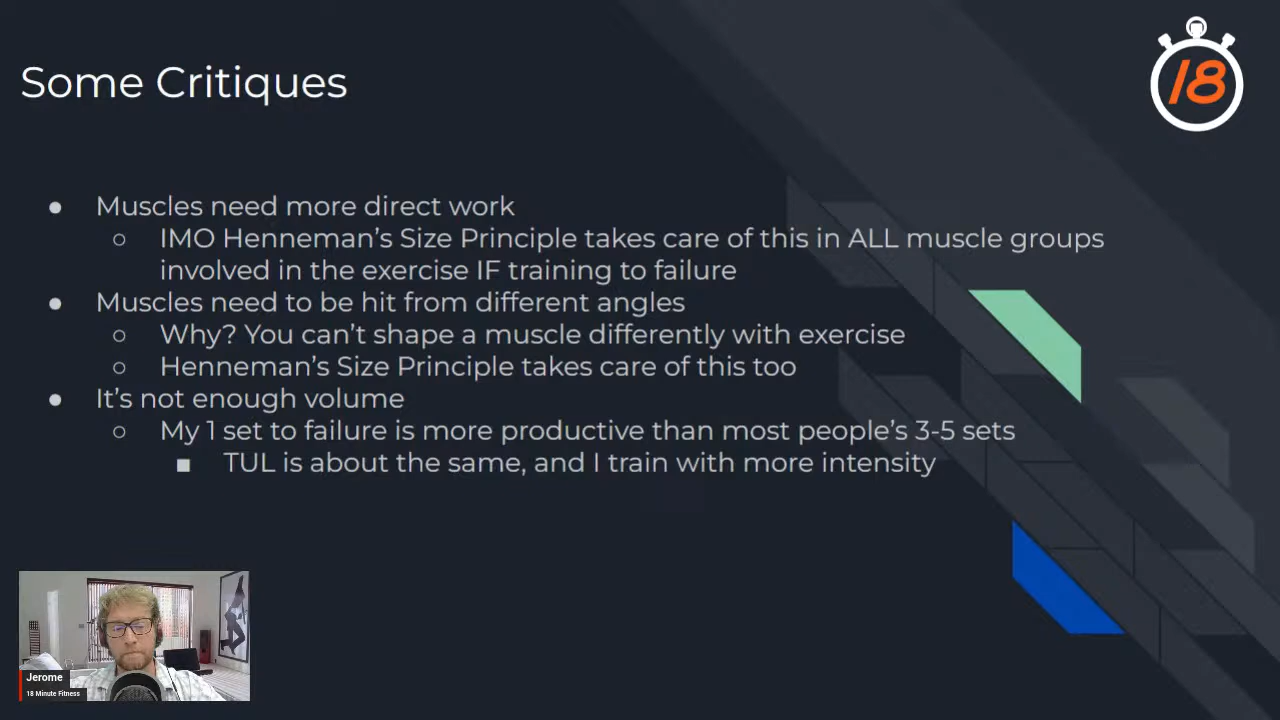 18
Some Critiques
● Muscles need more direct work
○ IMO Henneman's Size Principle takes care of this in ALL muscle groups
involved in the exercise IF training to failure
● Muscles need to be hit from different angles
○ Why? You can't shape a muscle differently with exercise
○ Henneman's Size Principle takes care of this too
● It's not enough volume
○ My 1 set to failure is more productive than most people's 3-5 sets
■ TUL is about the same, and I train with more intensity
Jerome
18 Minute Fitness